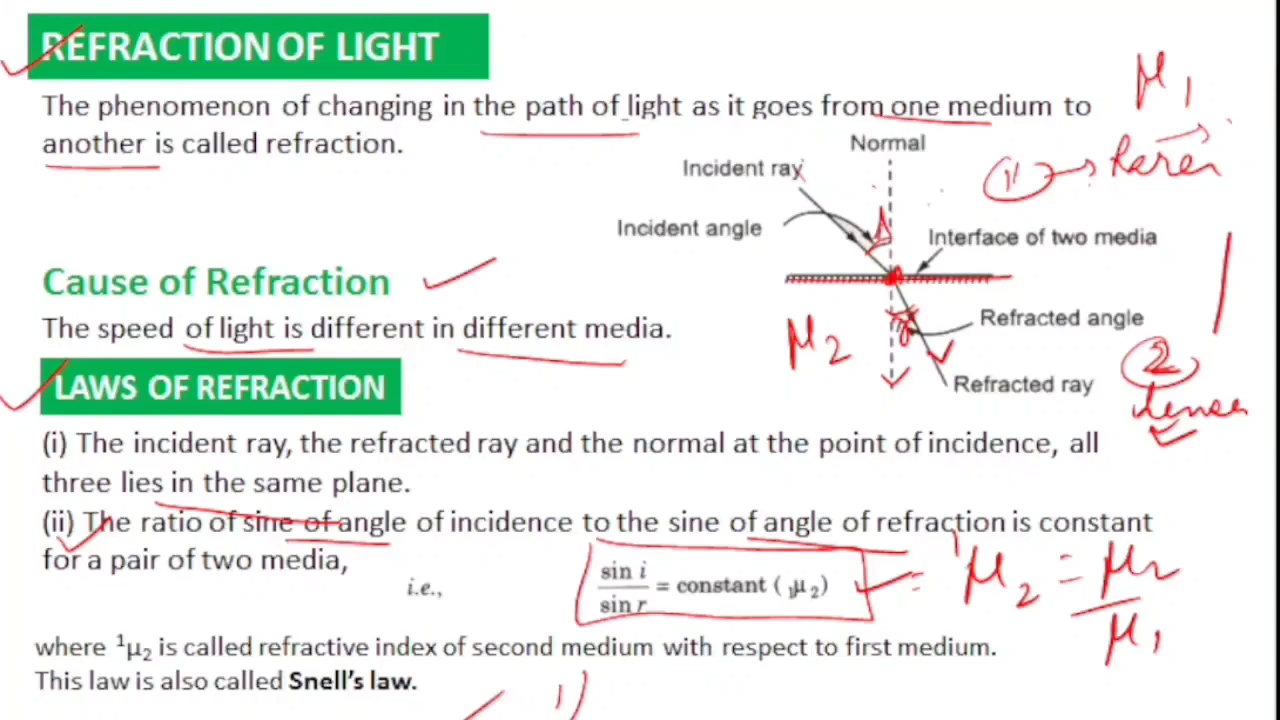 REFRACTION OF LIGHT
The phenomenon of changing in the path of light as it goes from one medium to
another is called refraction.
μ1
Normal
Incident ray
1 → Rarer
Incident angle
Interface of two media
Cause of Refraction
The speed of light is different in different media.
μ2
r
Refracted angle
2
denser
Refracted ray
LAWS OF REFRACTION
(i) The incident ray, the refracted ray and the normal at the point of incidence, all
three lies in the same plane.
(ii) The ratio of sine of angle of incidence to the sine of angle of refraction is constant
for a pair of two media,
i.e., sin i / sin r = constant (₁μ₂) = ¹μ2 = μ2 / μ1
where ¹μ₂ is called refractive index of second medium with respect to first medium.
This law is also called Snell's law.